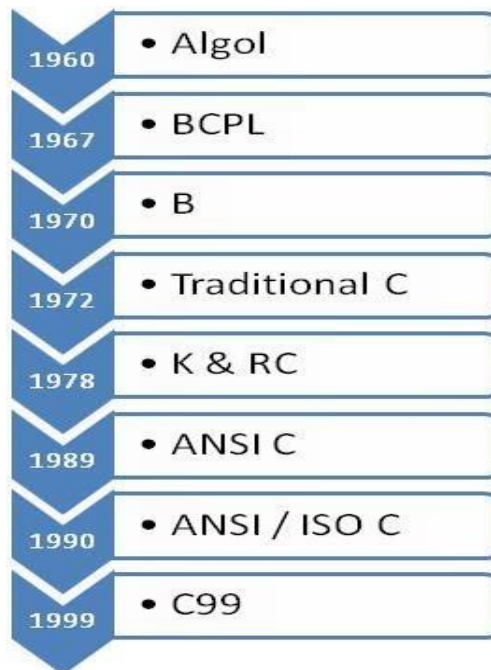 1960 • Algol
1967 • BCPL
1970 • B
1972 • Traditional C
1978 • K & RC
1989 • ANSI C
1990 • ANSI / ISO C
1999 • C99